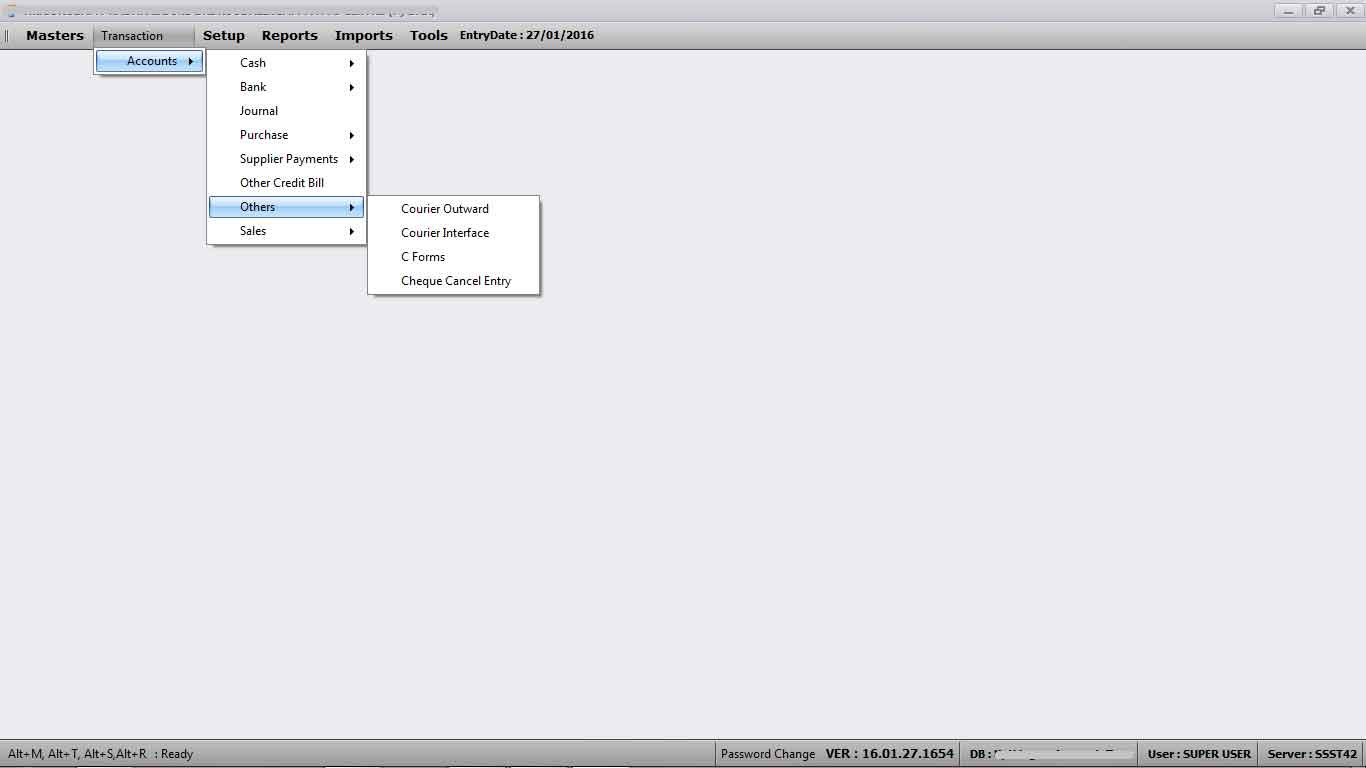 Masters Transaction Setup Reports Imports Tools EntryDate : 27/01/2016
Accounts
Cash
Bank
Journal
Purchase
Supplier Payments
Other Credit Bill
Others
Sales
Courier Outward
Courier Interface
C Forms
Cheque Cancel Entry
Alt+M, Alt+T, Alt+S,Alt+R : Ready Password Change VER : 16.01.27.1654 DB : User : SUPER USER Server : SSST42